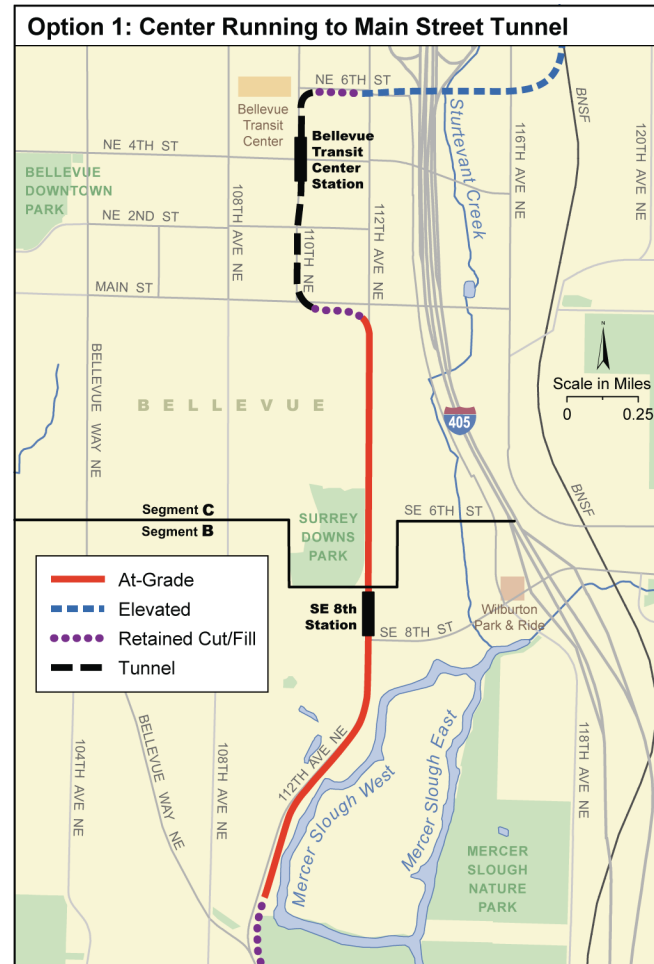 Option 1: Center Running to Main Street Tunnel
NE 6TH ST
BNSF
Bellevue
Transit
Center
Sturtevant Creek
116TH AVE NE
120TH AVE NE
Bellevue
Transit
Center
Station
NE 4TH ST
BELLEVUE
DOWNTOWN
PARK
108TH AVE NE
112TH AVE NE
NE 2ND ST
110TH NE
MAIN ST
N
Scale in Miles
0 0.25
BELLEVUE WAY NE
BELLEVUE
405
BNSF
Segment C
Segment B
SURREY
DOWNS
PARK
SE 6TH ST
At-Grade
Elevated
Retained Cut/Fill
Tunnel
SE 8th
Station
SE 8TH ST
Wilburton
Park & Ride
104TH AVE NE
BELLEVUE WAY NE
108TH AVE NE
112TH AVE NE
Mercer Slough West
Mercer Slough East
118TH AVE NE
MERCER
SLOUGH
NATURE
PARK